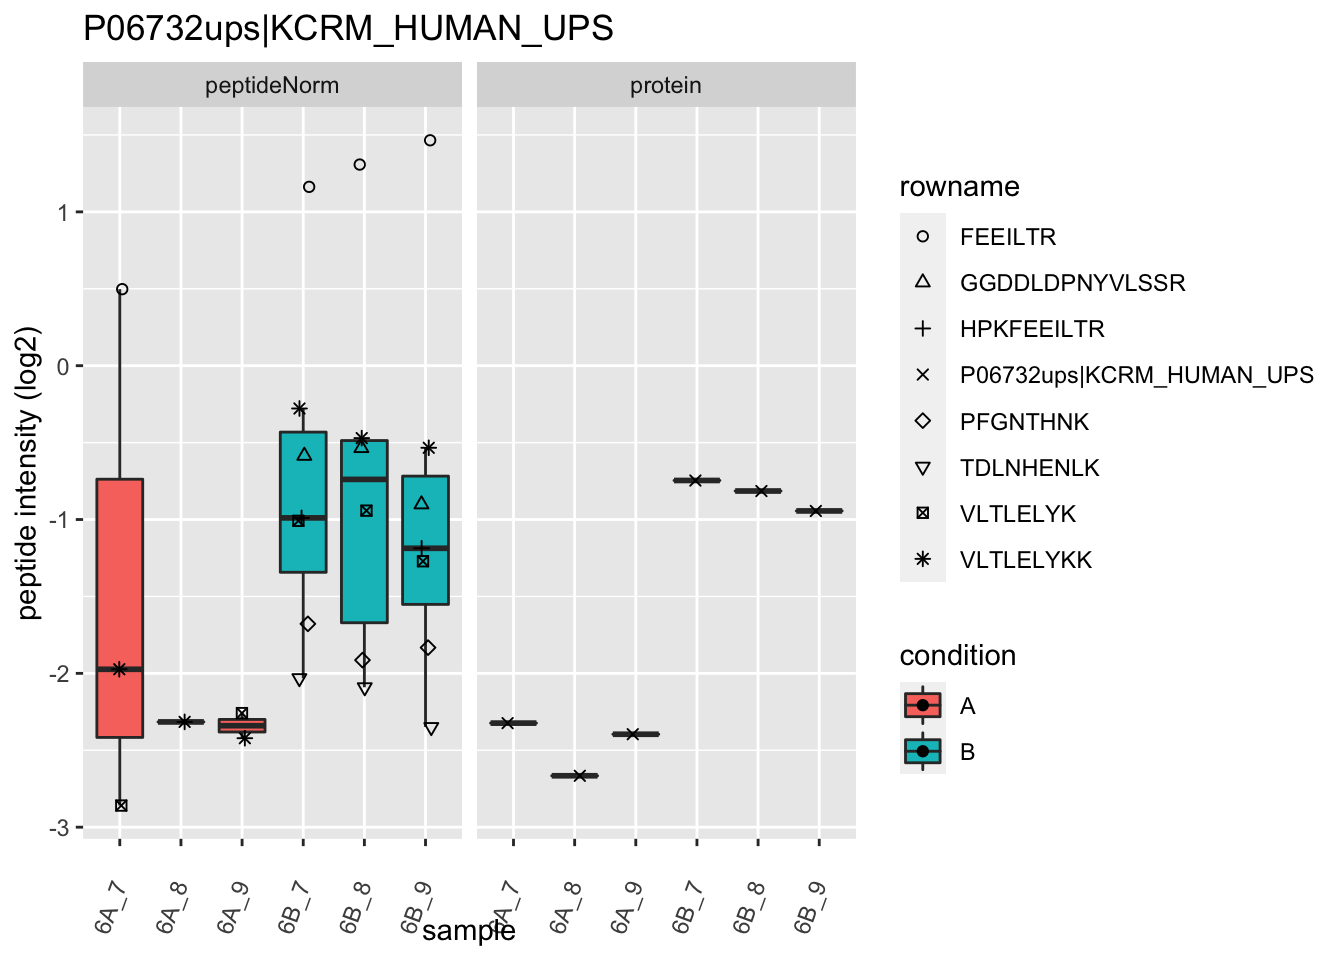 P06732ups|KCRM_HUMAN_UPS
peptideNorm
protein
peptide intensity (log2)
1
0
-1
-2
-3
6A_7
6A_8
6A_9
6B_7
6B_8
6B_9
6A_7
6A_8
6A_9
6B_7
6B_8
6B_9
sample
rowname
FEEILTR
GGDDLDPNYVLSSR
HPKFEEILTR
P06732ups|KCRM_HUMAN_UPS
PFGNTHNK
TDLNHENLK
VLTLELYK
VLTLELYKK
condition
A
B